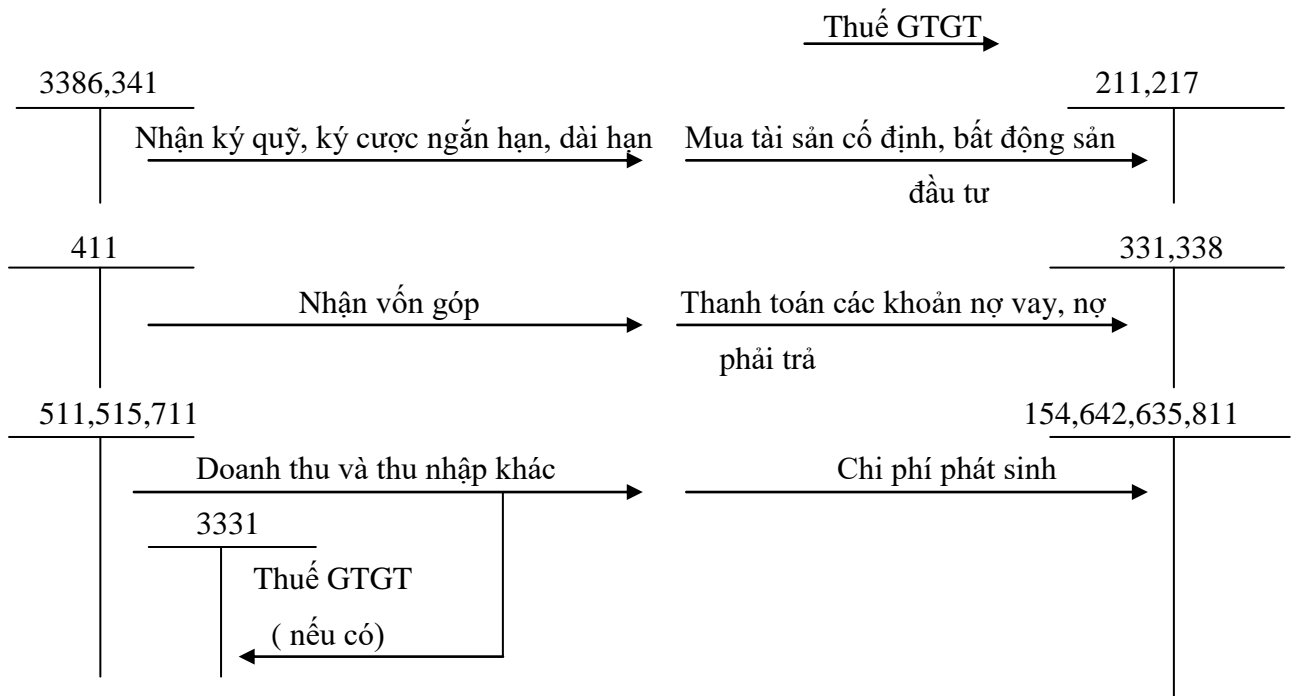 Thuế GTGT
3386,341
211,217
Nhận ký quỹ, ký cược ngắn hạn, dài hạn
Mua tài sản cố định, bất động sản
đầu tư
411
331,338
Nhận vốn góp
Thanh toán các khoản nợ vay, nợ
phải trả
511,515,711
154,642,635,811
Doanh thu và thu nhập khác
Chi phí phát sinh
3331
Thuế GTGT
( nếu có)